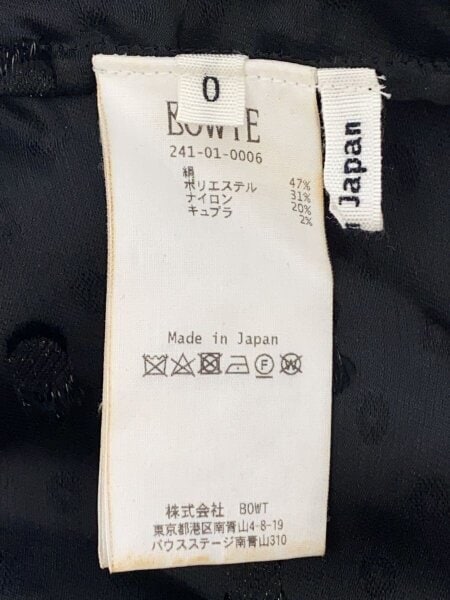 0
BOWTE
241-01-0006
絹 47%
ポリエステル 31%
ナイロン 20%
キュプラ 2%
Made in Japan
株式会社 BOWT
東京都港区南青山4-8-19
パウスステージ南青山310
Japan